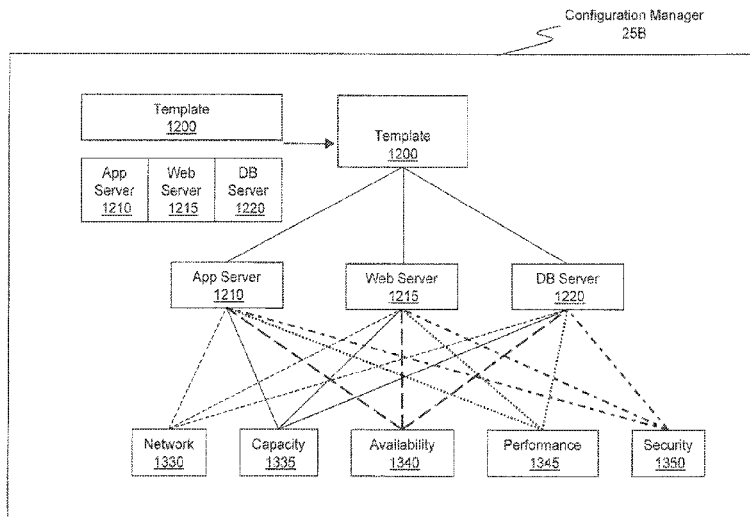 Configuration Manager
25B
Template
1200
Template
1200
App
Server
1210
Web
Server
1215
DB
Server
1220
App Server
1210
Web Server
1215
DB Server
1220
Network
1330
Capacity
1335
Availability
1340
Performance
1345
Security
1350